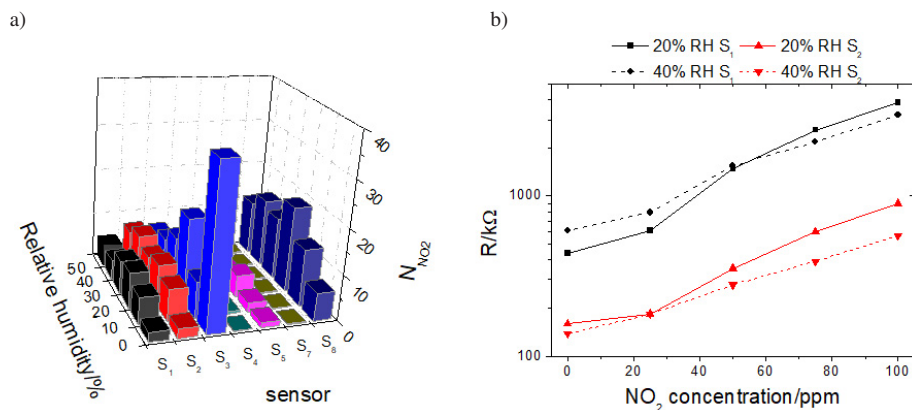 a)
40
30
20
10
0
N_NO2
50
40
30
20
10
0
Relative humidity/%
S1 S2 S3 S4 S5 S7 S8
sensor
b)
20% RH S1 20% RH S2
40% RH S1 40% RH S2
1000
100
R/kΩ
0 20 40 60 80 100
NO2 concentration/ppm